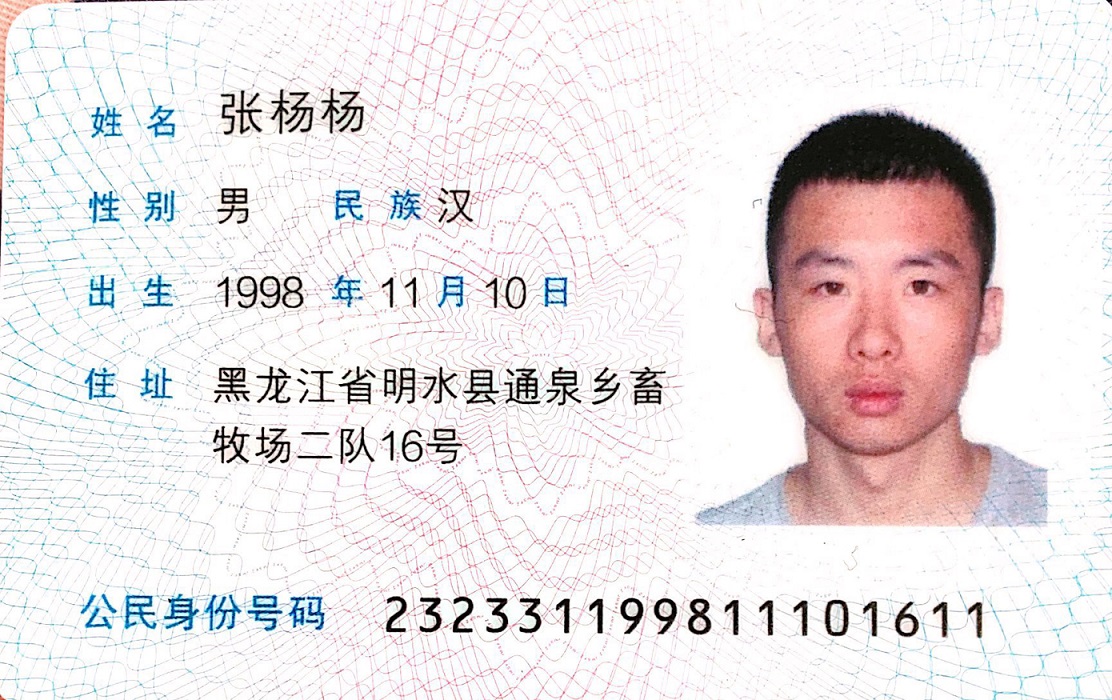 姓名 张杨杨
性别 男 民族 汉
出生 1998 年 11 月 10 日
住址 黑龙江省明水县通泉乡畜
牧场二队16号
公民身份号码 232331199811101611